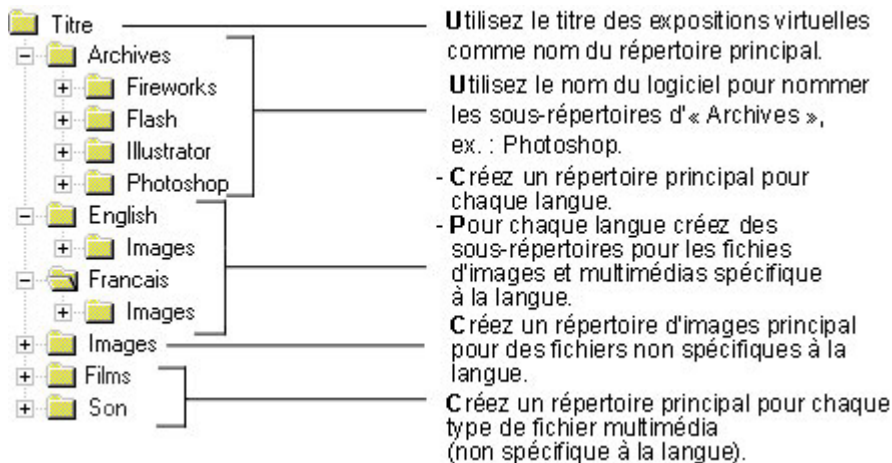 Titre
Archives
Fireworks
Flash
Illustrator
Photoshop
English
Images
Francais
Images
Images
Films
Son
Utilisez le titre des expositions virtuelles
comme nom du répertoire principal.
Utilisez le nom du logiciel pour nommer
les sous-répertoires d'« Archives »,
ex. : Photoshop.
- Créez un répertoire principal pour
chaque langue.
- Pour chaque langue créez des
sous-répertoires pour les fichies
d'images et multimédias spécifique
à la langue.
Créez un répertoire d'images principal
pour des fichiers non spécifiques à la
langue.
Créez un répertoire principal pour chaque
type de fichier multimédia
(non spécifique à la langue).